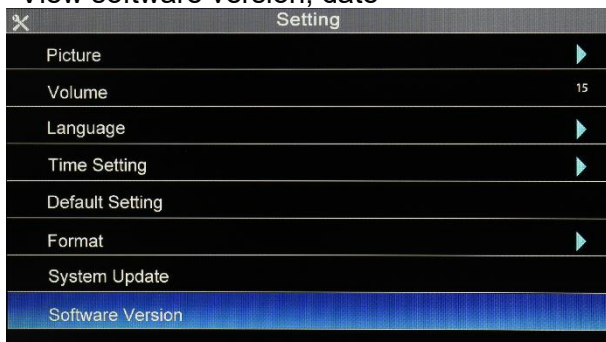 View software version, date
Setting
Picture
Volume 15
Language
Time Setting
Default Setting
Format
System Update
Software Version